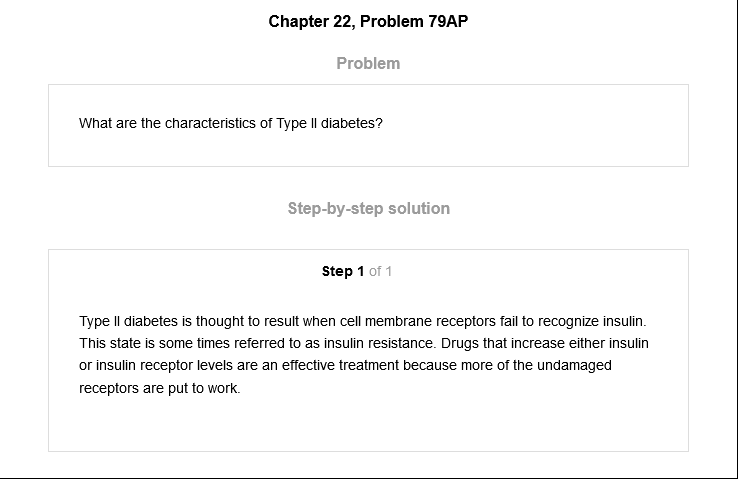 Chapter 22, Problem 79AP
Problem
What are the characteristics of Type II diabetes?
Step-by-step solution
Step 1 of 1
Type II diabetes is thought to result when cell membrane receptors fail to recognize insulin.
This state is some times referred to as insulin resistance. Drugs that increase either insulin
or insulin receptor levels are an effective treatment because more of the undamaged
receptors are put to work.